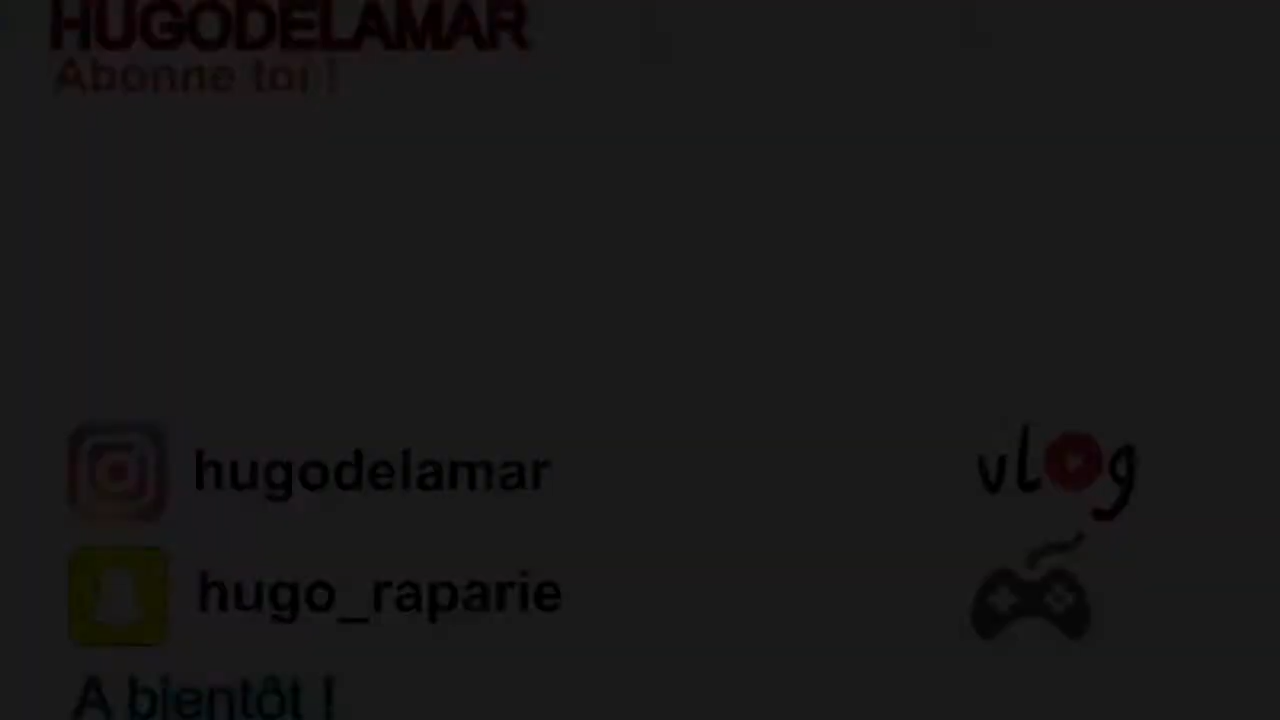 HUGODELAMAR
Abonne toi !
hugodelamar
vlog
hugo_raparie
A bientôt !